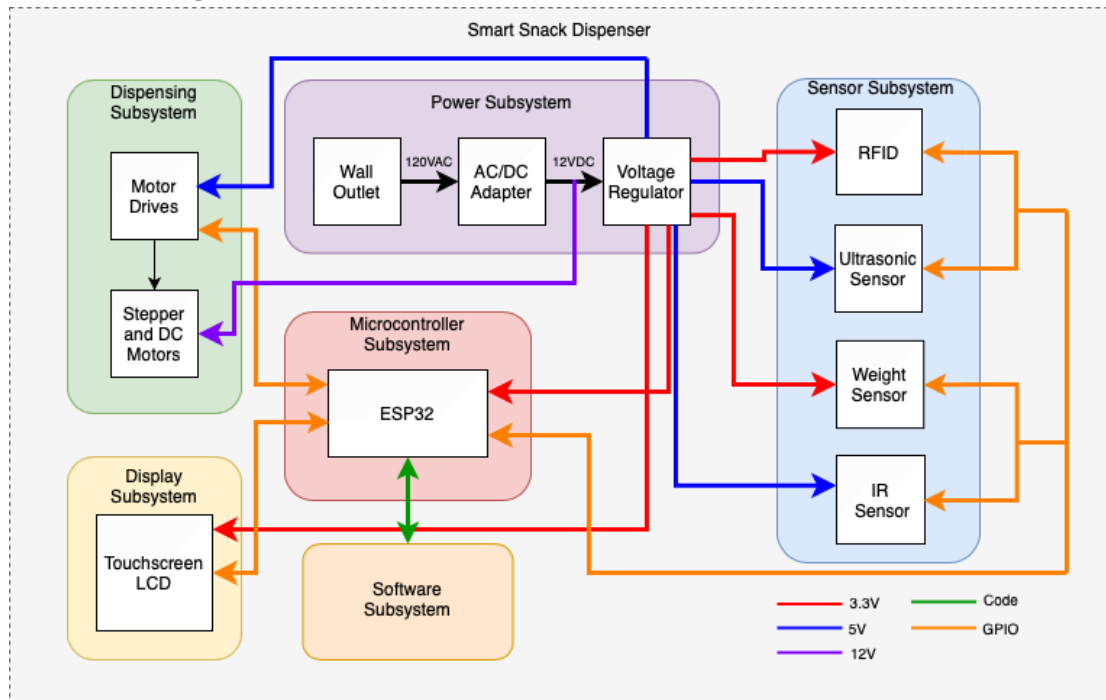 Smart Snack Dispenser
Dispensing
Subsystem
Motor
Drives
Stepper
and DC
Motors
Power Subsystem
Wall
Outlet
120VAC
AC/DC
Adapter
12VDC
Voltage
Regulator
Sensor Subsystem
RFID
Ultrasonic
Sensor
Weight
Sensor
IR
Sensor
Microcontroller
Subsystem
ESP32
Display
Subsystem
Touchscreen
LCD
Software
Subsystem
3.3V
5V
12V
Code
GPIO